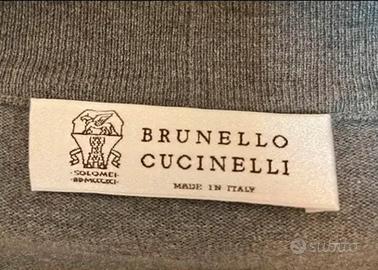 BRUNELLO
CUCINELLI
MADE IN ITALY
SOLOMEI
subito